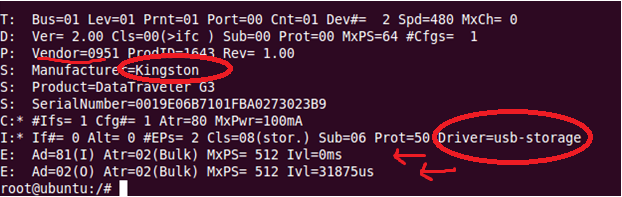 T:  Bus=01 Lev=01 Prnt=01 Port=00 Cnt=01 Dev#=  2 Spd=480 MxCh= 0
D:  Ver= 2.00 Cls=00(>ifc ) Sub=00 Prot=00 MxPS=64 #Cfgs=  1
P:  Vendor=0951 ProdID=1643 Rev= 1.00
S:  Manufacturer=Kingston
S:  Product=DataTraveler G3
S:  SerialNumber=0019E06B7101FBA0273023B9
C:* #Ifs= 1 Cfg#= 1 Atr=80 MxPwr=100mA
I:* If#= 0 Alt= 0 #EPs= 2 Cls=08(stor.) Sub=06 Prot=50 Driver=usb-storage
E:  Ad=81(I) Atr=02(Bulk) MxPS= 512 Ivl=0ms
E:  Ad=02(O) Atr=02(Bulk) MxPS= 512 Ivl=31875us
root@ubuntu:/#